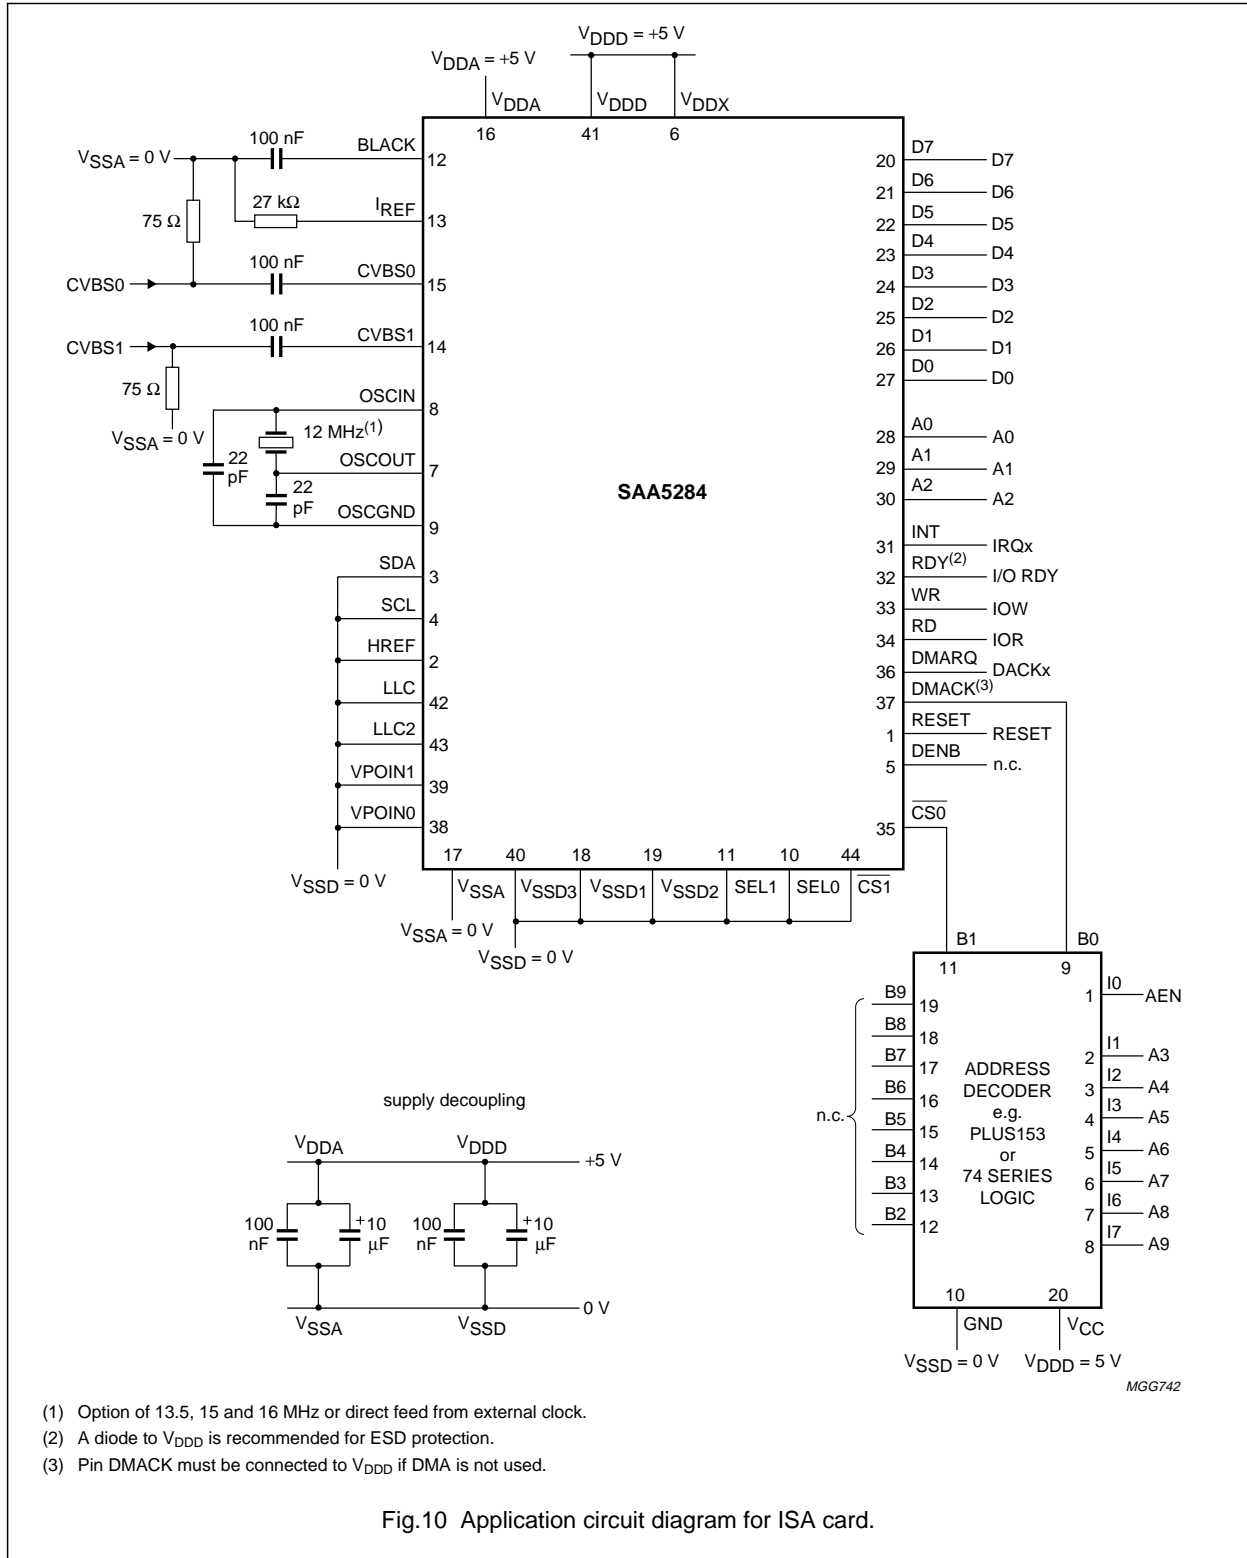 VDDD = +5 V
VDDA = +5 V
VDDA
VDDD
VDDX
16
41
6
VSSA = 0 V
100 nF
BLACK
12
27 kΩ
IREF
13
75 Ω
CVBS0
100 nF
CVBS0
15
CVBS1
100 nF
CVBS1
14
75 Ω
VSSA = 0 V
OSCIN
8
12 MHz(1)
22
pF
OSCOUT
7
22
pF
OSCGND
9
SDA
3
SCL
4
HREF
2
LLC
42
LLC2
43
VPOIN1
39
VPOIN0
38
VSSD = 0 V
SAA5284
20 D7 D7
21 D6 D6
22 D5 D5
23 D4 D4
24 D3 D3
25 D2 D2
26 D1 D1
27 D0 D0
28 A0 A0
29 A1 A1
30 A2 A2
31 INT IRQx
32 RDY(2) I/O RDY
33 WR IOW
34 RD IOR
36 DMARQ DACKx
37 DMACK(3)
1 RESET RESET
5 DENB n.c.
35 CS0
17 40 18 19 11 10 44
VSSA VSSD3 VSSD1 VSSD2 SEL1 SEL0 CS1
VSSA = 0 V
VSSD = 0 V
B1 B0
11 9
B9 19
B8 18
B7 17
B6 16
B5 15
B4 14
B3 13
B2 12
n.c.
ADDRESS
DECODER
e.g.
PLUS153
or
74 SERIES
LOGIC
1 I0 AEN
2 I1 A3
3 I2 A4
4 I3 A5
5 I4 A6
6 I5 A7
7 I6 A8
8 I7 A9
10 20
GND VCC
VSSD = 0 V VDDD = 5 V
supply decoupling
VDDA VDDD
+5 V
100
nF
+10
µF
100
nF
+10
µF
0 V
VSSA VSSD
MGG742
(1) Option of 13.5, 15 and 16 MHz or direct feed from external clock.
(2) A diode to VDDD is recommended for ESD protection.
(3) Pin DMACK must be connected to VDDD if DMA is not used.
Fig.10 Application circuit diagram for ISA card.